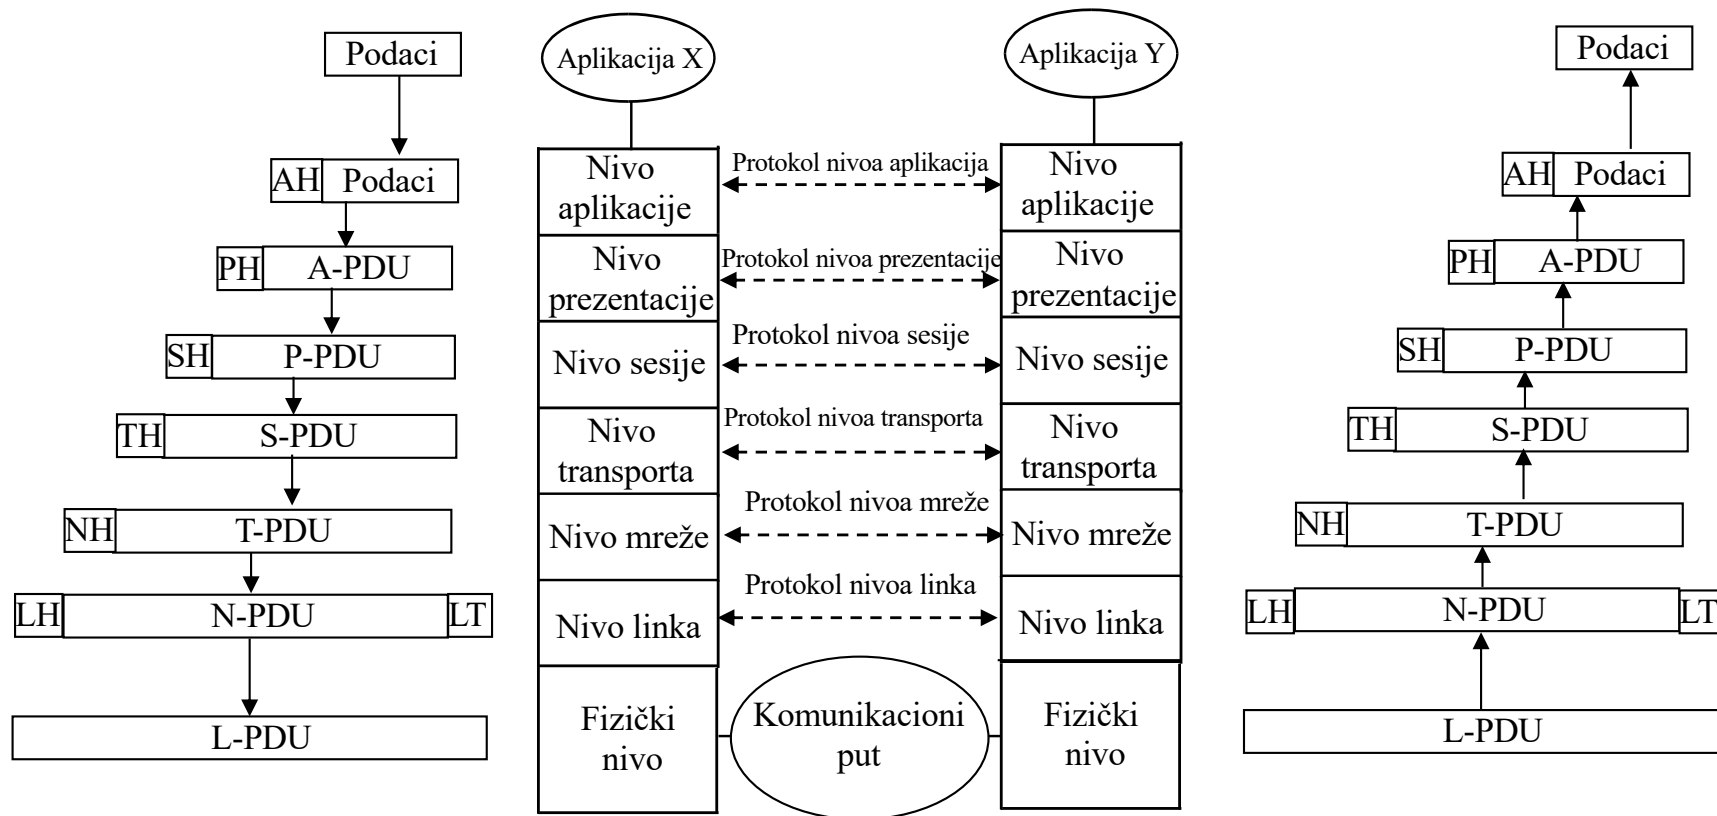 Podaci
AH Podaci
PH A-PDU
SH P-PDU
TH S-PDU
NH T-PDU
LH N-PDU LT
L-PDU
Aplikacija X
Nivo
aplikacije
Nivo
prezentacije
Nivo sesije
Nivo
transporta
Nivo mreže
Nivo linka
Fizički
nivo
Protokol nivoa aplikacija
Protokol nivoa prezentacije
Protokol nivoa sesije
Protokol nivoa transporta
Protokol nivoa mreže
Protokol nivoa linka
Komunikacioni
put
Aplikacija Y
Nivo
aplikacije
Nivo
prezentacije
Nivo sesije
Nivo
transporta
Nivo mreže
Nivo linka
Fizički
nivo
Podaci
AH Podaci
PH A-PDU
SH P-PDU
TH S-PDU
NH T-PDU
LH N-PDU LT
L-PDU